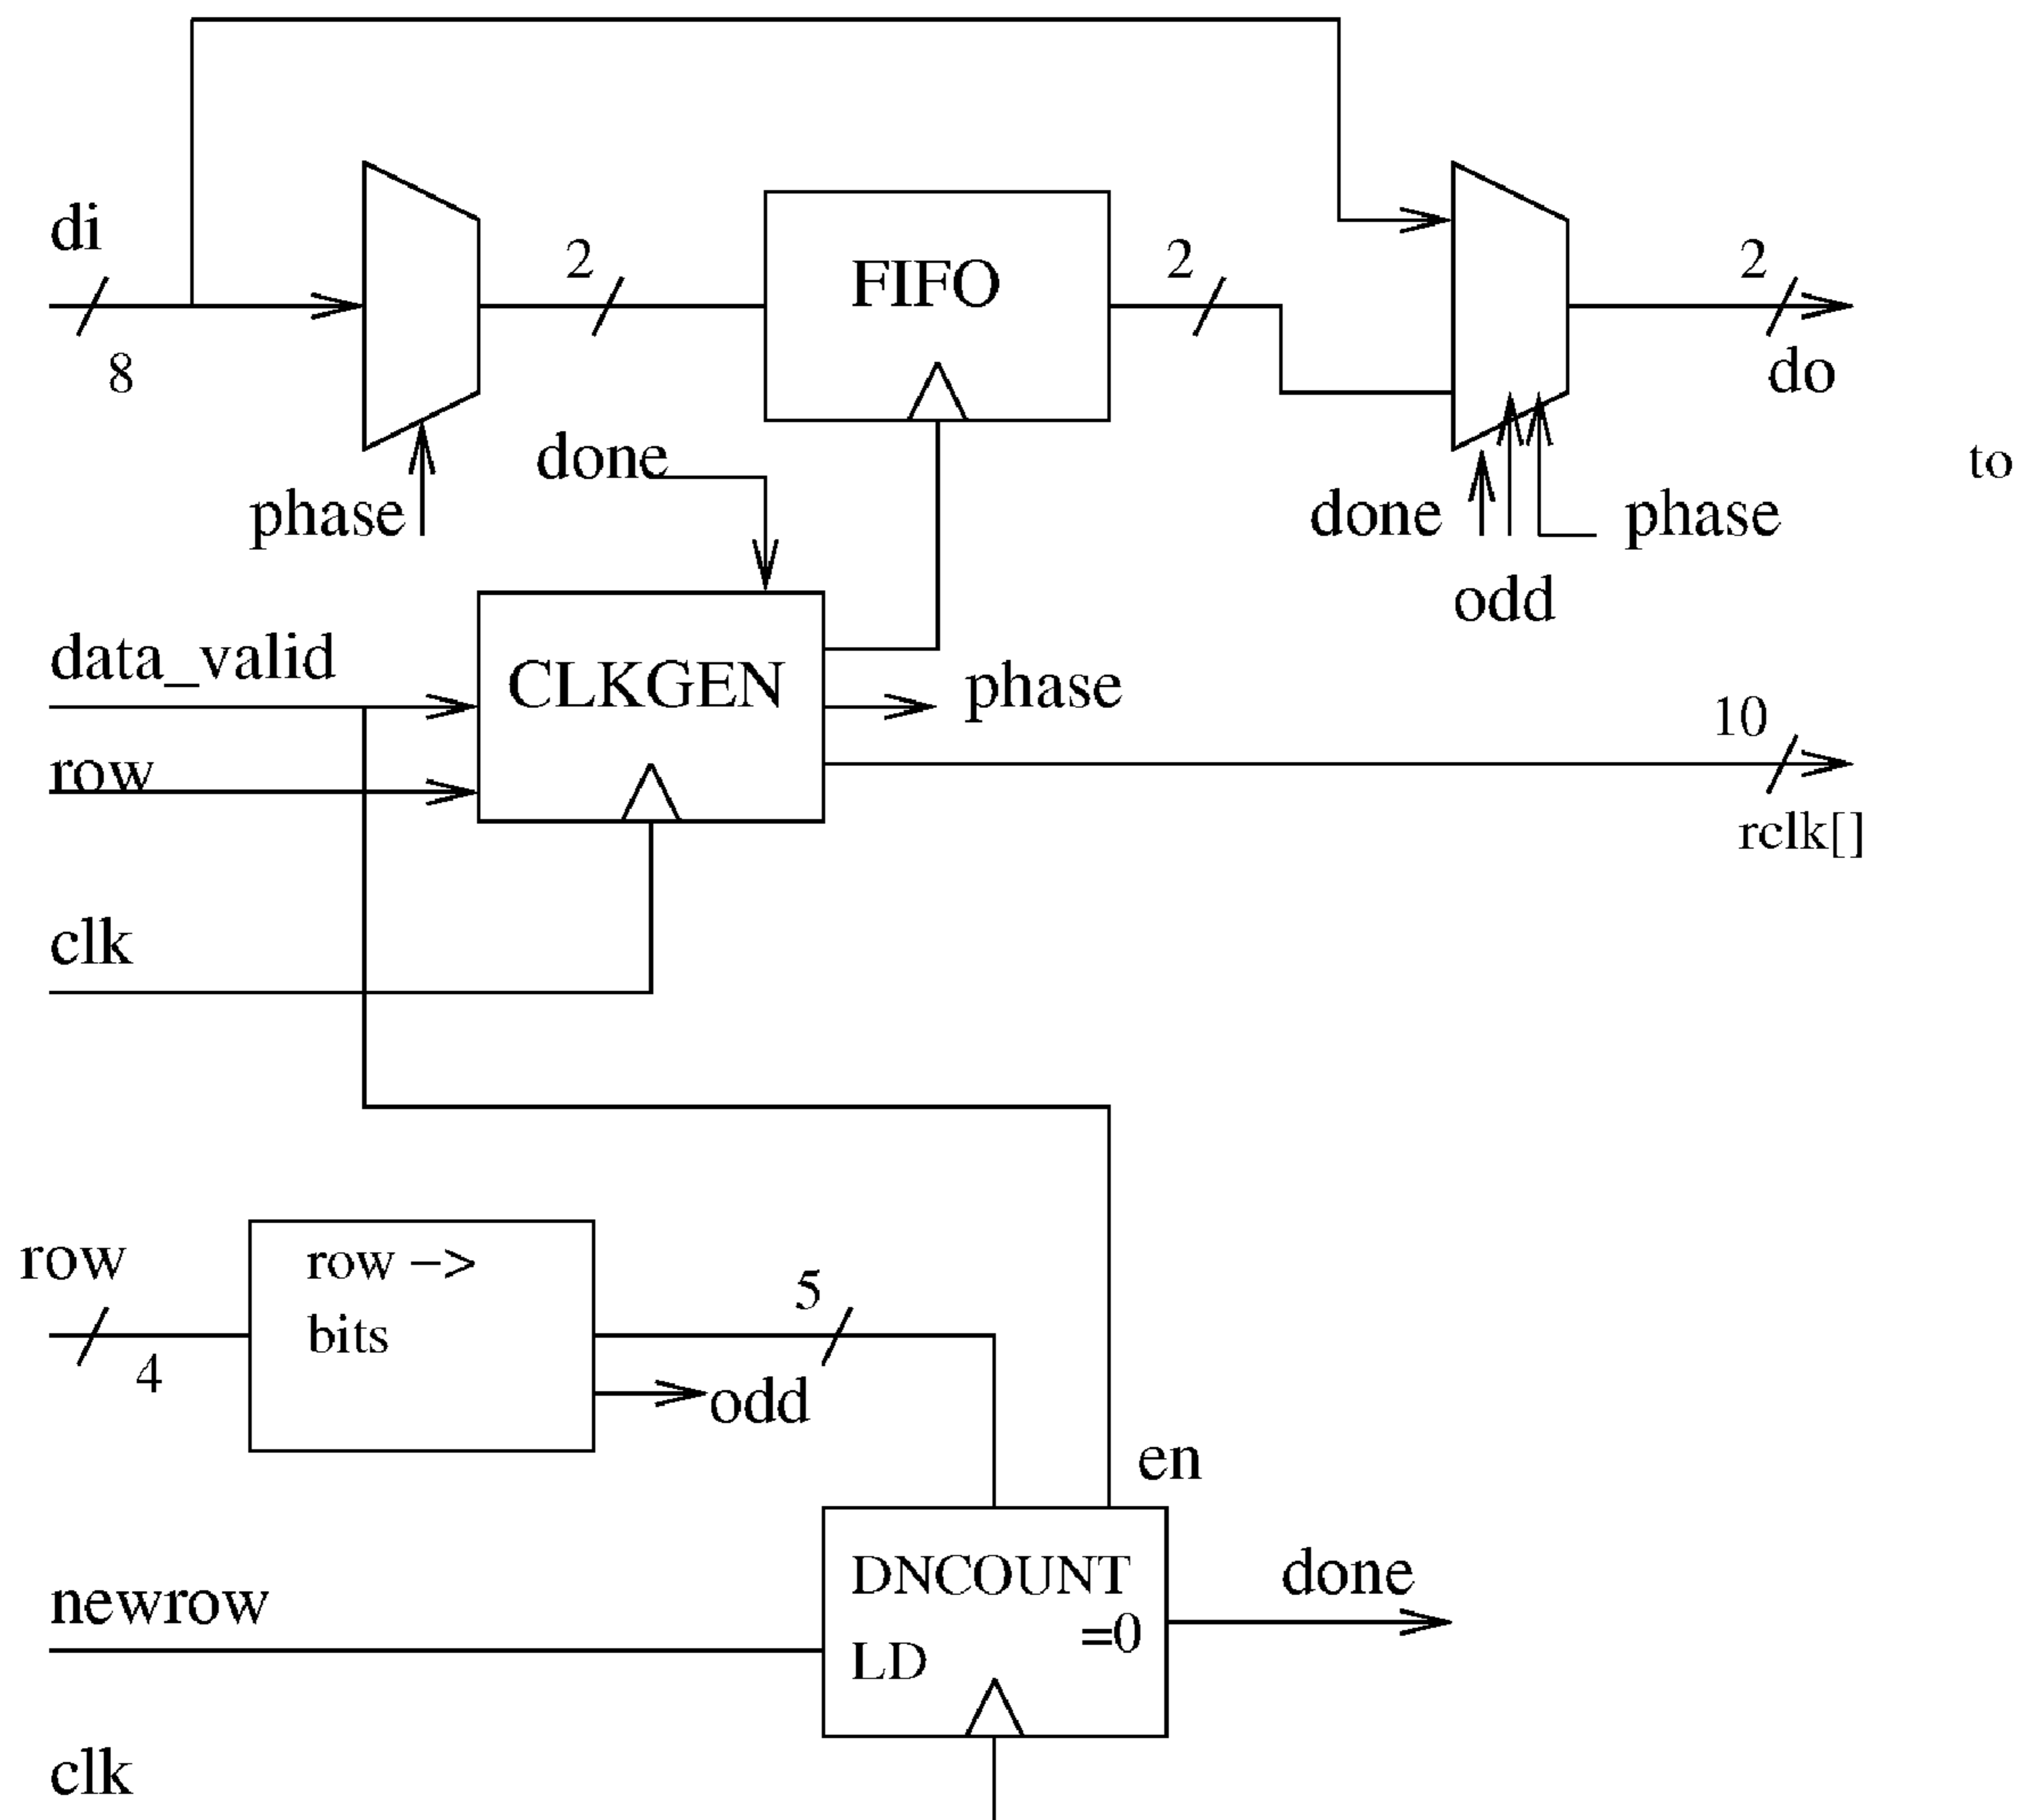 di
8
2
FIFO
2
2
do
to
phase
done
done
odd
phase
data_valid
row
CLKGEN
phase
10
rclk[]
clk
row
4
row –>
bits
5
odd
en
newrow
DNCOUNT
=0
LD
done
clk